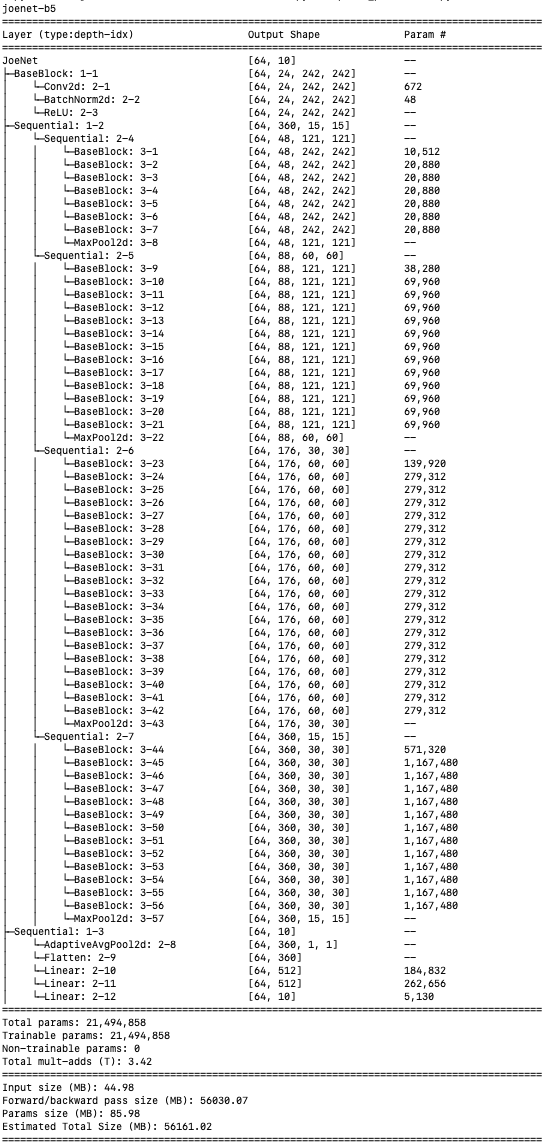 joenet-b5
==========================================================================================
Layer (type:depth-idx)                   Output Shape              Param #
==========================================================================================
JoeNet                                   [64, 10]                  --
├─BaseBlock: 1-1                         [64, 24, 242, 242]        --
│    └─Conv2d: 2-1                       [64, 24, 242, 242]        672
│    └─BatchNorm2d: 2-2                  [64, 24, 242, 242]        48
│    └─ReLU: 2-3                         [64, 24, 242, 242]        --
├─Sequential: 1-2                        [64, 360, 15, 15]         --
│    └─Sequential: 2-4                   [64, 48, 121, 121]        --
│    │    └─BaseBlock: 3-1               [64, 48, 242, 242]        10,512
│    │    └─BaseBlock: 3-2               [64, 48, 242, 242]        20,880
│    │    └─BaseBlock: 3-3               [64, 48, 242, 242]        20,880
│    │    └─BaseBlock: 3-4               [64, 48, 242, 242]        20,880
│    │    └─BaseBlock: 3-5               [64, 48, 242, 242]        20,880
│    │    └─BaseBlock: 3-6               [64, 48, 242, 242]        20,880
│    │    └─BaseBlock: 3-7               [64, 48, 242, 242]        20,880
│    │    └─MaxPool2d: 3-8               [64, 48, 121, 121]        --
│    └─Sequential: 2-5                   [64, 88, 60, 60]          --
│    │    └─BaseBlock: 3-9               [64, 88, 121, 121]        38,280
│    │    └─BaseBlock: 3-10              [64, 88, 121, 121]        69,960
│    │    └─BaseBlock: 3-11              [64, 88, 121, 121]        69,960
│    │    └─BaseBlock: 3-12              [64, 88, 121, 121]        69,960
│    │    └─BaseBlock: 3-13              [64, 88, 121, 121]        69,960
│    │    └─BaseBlock: 3-14              [64, 88, 121, 121]        69,960
│    │    └─BaseBlock: 3-15              [64, 88, 121, 121]        69,960
│    │    └─BaseBlock: 3-16              [64, 88, 121, 121]        69,960
│    │    └─BaseBlock: 3-17              [64, 88, 121, 121]        69,960
│    │    └─BaseBlock: 3-18              [64, 88, 121, 121]        69,960
│    │    └─BaseBlock: 3-19              [64, 88, 121, 121]        69,960
│    │    └─BaseBlock: 3-20              [64, 88, 121, 121]        69,960
│    │    └─BaseBlock: 3-21              [64, 88, 121, 121]        69,960
│    │    └─MaxPool2d: 3-22              [64, 88, 60, 60]          --
│    └─Sequential: 2-6                   [64, 176, 30, 30]         --
│    │    └─BaseBlock: 3-23              [64, 176, 60, 60]         139,920
│    │    └─BaseBlock: 3-24              [64, 176, 60, 60]         279,312
│    │    └─BaseBlock: 3-25              [64, 176, 60, 60]         279,312
│    │    └─BaseBlock: 3-26              [64, 176, 60, 60]         279,312
│    │    └─BaseBlock: 3-27              [64, 176, 60, 60]         279,312
│    │    └─BaseBlock: 3-28              [64, 176, 60, 60]         279,312
│    │    └─BaseBlock: 3-29              [64, 176, 60, 60]         279,312
│    │    └─BaseBlock: 3-30              [64, 176, 60, 60]         279,312
│    │    └─BaseBlock: 3-31              [64, 176, 60, 60]         279,312
│    │    └─BaseBlock: 3-32              [64, 176, 60, 60]         279,312
│    │    └─BaseBlock: 3-33              [64, 176, 60, 60]         279,312
│    │    └─BaseBlock: 3-34              [64, 176, 60, 60]         279,312
│    │    └─BaseBlock: 3-35              [64, 176, 60, 60]         279,312
│    │    └─BaseBlock: 3-36              [64, 176, 60, 60]         279,312
│    │    └─BaseBlock: 3-37              [64, 176, 60, 60]         279,312
│    │    └─BaseBlock: 3-38              [64, 176, 60, 60]         279,312
│    │    └─BaseBlock: 3-39              [64, 176, 60, 60]         279,312
│    │    └─BaseBlock: 3-40              [64, 176, 60, 60]         279,312
│    │    └─BaseBlock: 3-41              [64, 176, 60, 60]         279,312
│    │    └─BaseBlock: 3-42              [64, 176, 60, 60]         279,312
│    │    └─MaxPool2d: 3-43              [64, 176, 30, 30]         --
│    └─Sequential: 2-7                   [64, 360, 15, 15]         --
│    │    └─BaseBlock: 3-44              [64, 360, 30, 30]         571,320
│    │    └─BaseBlock: 3-45              [64, 360, 30, 30]         1,167,480
│    │    └─BaseBlock: 3-46              [64, 360, 30, 30]         1,167,480
│    │    └─BaseBlock: 3-47              [64, 360, 30, 30]         1,167,480
│    │    └─BaseBlock: 3-48              [64, 360, 30, 30]         1,167,480
│    │    └─BaseBlock: 3-49              [64, 360, 30, 30]         1,167,480
│    │    └─BaseBlock: 3-50              [64, 360, 30, 30]         1,167,480
│    │    └─BaseBlock: 3-51              [64, 360, 30, 30]         1,167,480
│    │    └─BaseBlock: 3-52              [64, 360, 30, 30]         1,167,480
│    │    └─BaseBlock: 3-53              [64, 360, 30, 30]         1,167,480
│    │    └─BaseBlock: 3-54              [64, 360, 30, 30]         1,167,480
│    │    └─BaseBlock: 3-55              [64, 360, 30, 30]         1,167,480
│    │    └─BaseBlock: 3-56              [64, 360, 30, 30]         1,167,480
│    │    └─MaxPool2d: 3-57              [64, 360, 15, 15]         --
├─Sequential: 1-3                        [64, 10]                  --
│    └─AdaptiveAvgPool2d: 2-8            [64, 360, 1, 1]           --
│    └─Flatten: 2-9                      [64, 360]                 --
│    └─Linear: 2-10                      [64, 512]                 184,832
│    └─Linear: 2-11                      [64, 512]                 262,656
│    └─Linear: 2-12                      [64, 10]                  5,130
==========================================================================================
Total params: 21,494,858
Trainable params: 21,494,858
Non-trainable params: 0
Total mult-adds (T): 3.42
==========================================================================================
Input size (MB): 44.98
Forward/backward pass size (MB): 56030.07
Params size (MB): 85.98
Estimated Total Size (MB): 56161.02
==========================================================================================